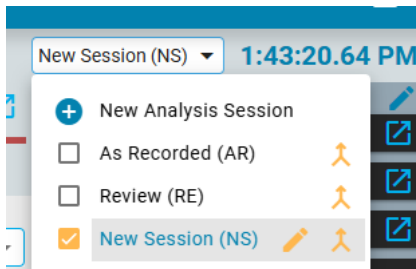 New Session (NS) 1:43:20.64 PM
New Analysis Session
As Recorded (AR)
Review (RE)
New Session (NS)